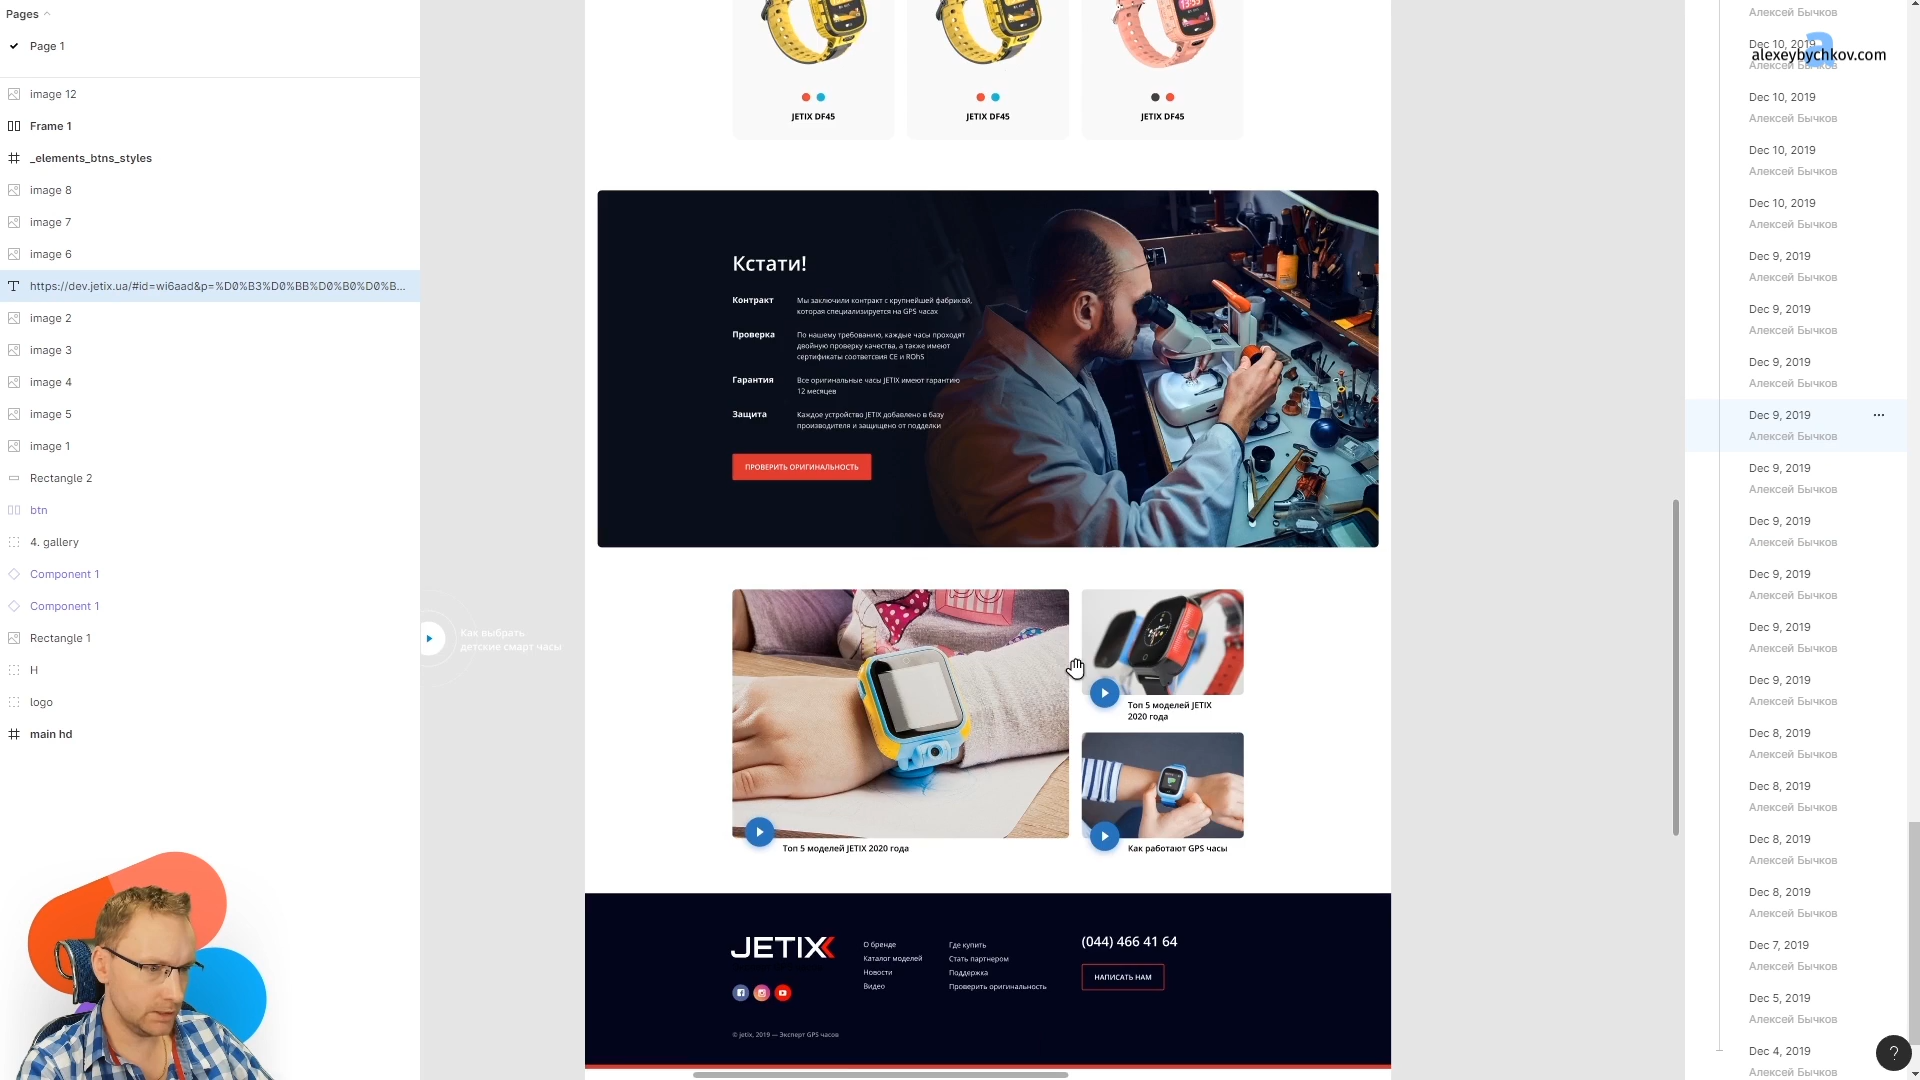 Pages
Page 1
image 12
Frame 1
_elements_btns_styles
image 8
image 7
image 6
https://dev.jetix.ua/#id=wi6aad&p=%D0%B3%D0%BB%D0%B0%D0%B...
image 2
image 3
image 4
image 5
image 1
Rectangle 2
btn
4. gallery
Component 1
Component 1
Rectangle 1
H
logo
main hd
JETIX DF45
JETIX DF45
JETIX DF45
Кстати!
Контракт
Мы заключили контракт с крупнейшей фабрикой,
которая специализируется на GPS часах
Проверка
По нашему требованию, каждые часы проходят
двойную проверку качества, а также имеют
сертификаты соответсвия CE и ROhS
Гарантия
Все оригинальные часы JETIX имеют гарантию
12 месяцев
Защита
Каждое устройство JETIX добавлено в базу
производителя и защищено от подделки
ПРОВЕРИТЬ ОРИГИНАЛЬНОСТЬ
Как выбрать
детские смарт часы
Топ 5 моделей JETIX 2020 года
Топ 5 моделей JETIX
2020 года
Как работают GPS часы
JETIX
О бренде
Каталог моделей
Новости
Видео
Где купить
Стать партнером
Поддержка
Проверить оригинальность
(044) 466 41 64
НАПИСАТЬ НАМ
© jetix, 2019 — Эксперт GPS часов
Алексей Бычков
Dec 10, 2019
alexeybychkov.com
Алексей Бычков
Dec 10, 2019
Алексей Бычков
Dec 10, 2019
Алексей Бычков
Dec 10, 2019
Алексей Бычков
Dec 9, 2019
Алексей Бычков
Dec 9, 2019
Алексей Бычков
Dec 9, 2019
Алексей Бычков
Dec 9, 2019
Алексей Бычков
Dec 9, 2019
Алексей Бычков
Dec 9, 2019
Алексей Бычков
Dec 9, 2019
Алексей Бычков
Dec 9, 2019
Алексей Бычков
Dec 9, 2019
Алексей Бычков
Dec 8, 2019
Алексей Бычков
Dec 8, 2019
Алексей Бычков
Dec 8, 2019
Алексей Бычков
Dec 8, 2019
Алексей Бычков
Dec 7, 2019
Алексей Бычков
Dec 5, 2019
Алексей Бычков
Dec 4, 2019
Алексей Бычков
?